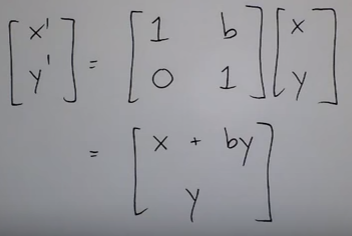 [x' y'] = [1 b 0 1] [x y]
= [x + by y]